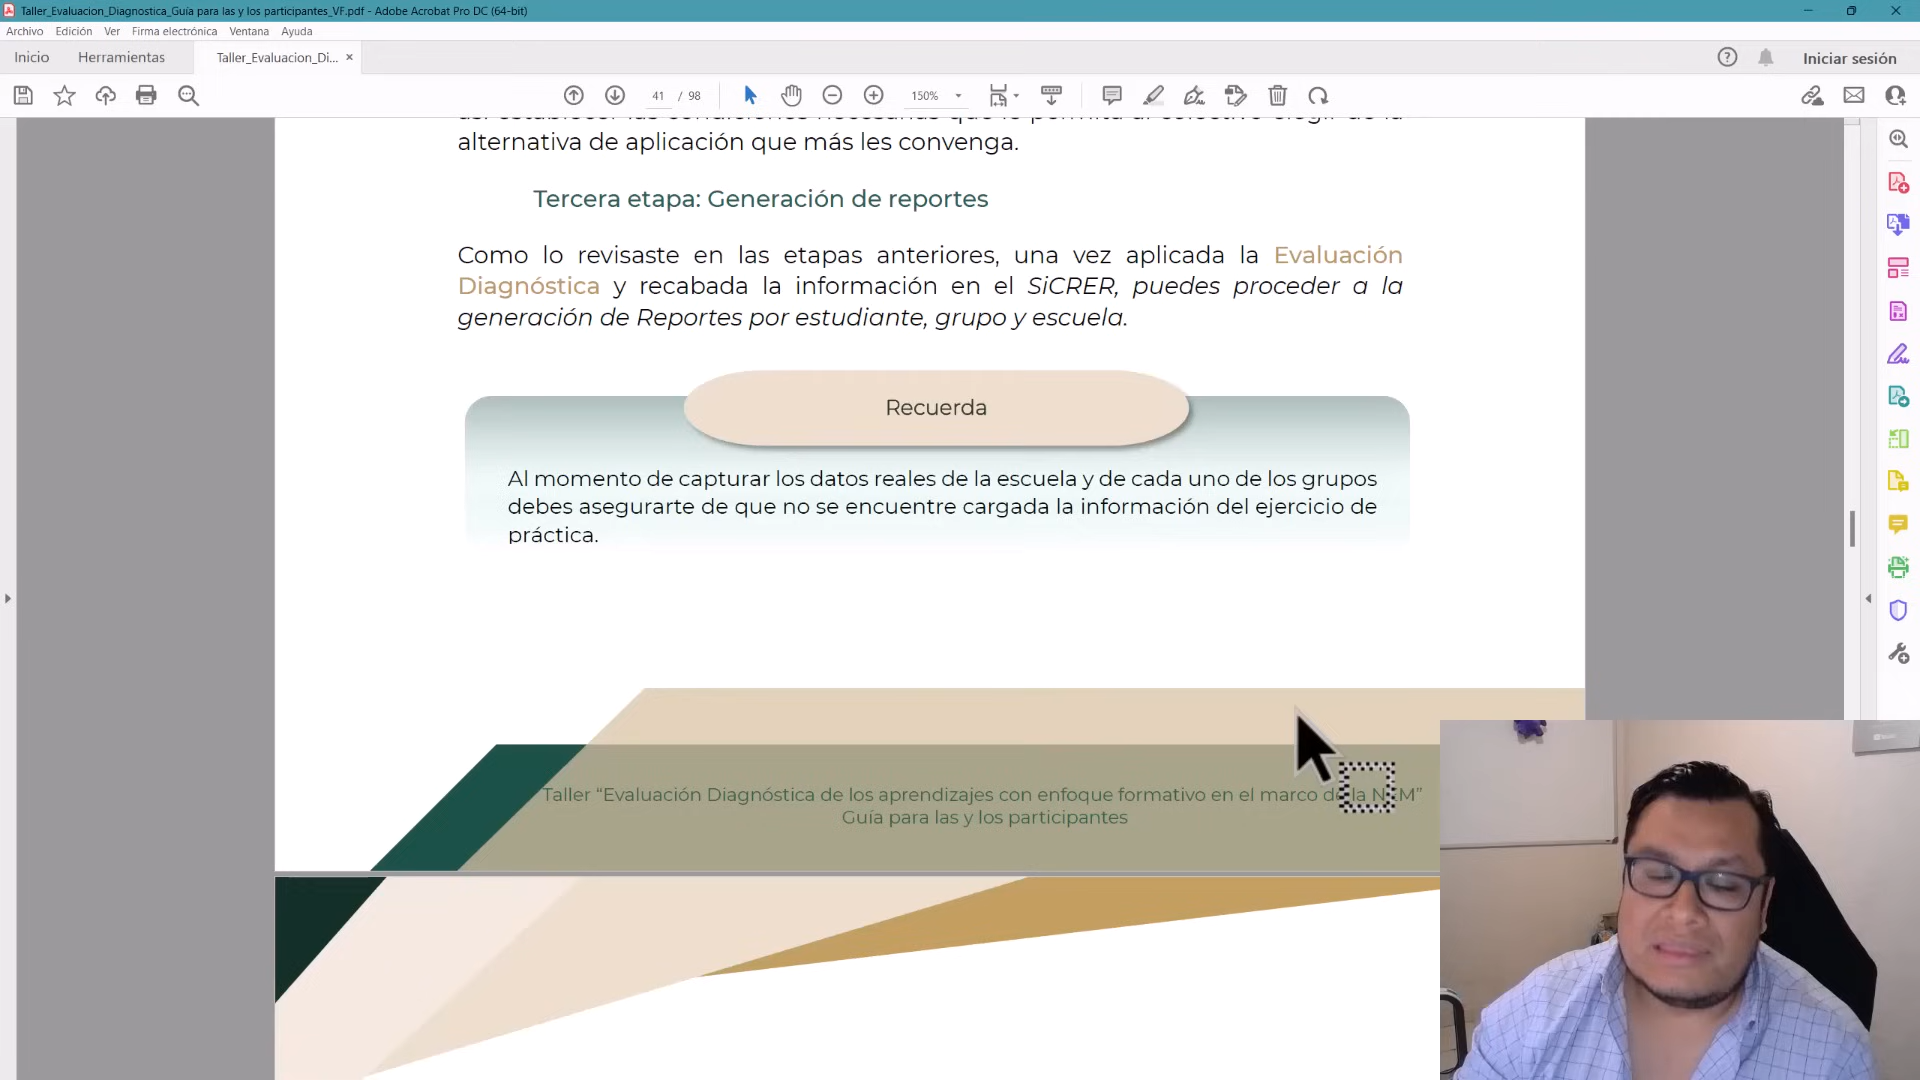 Taller_Evaluacion_Diagnostica_Guía para las y los participantes_VF.pdf - Adobe Acrobat Pro DC (64-bit)
Archivo Edición Ver Firma electrónica Ventana Ayuda
Inicio Herramientas Taller_Evaluacion_Di... × Iniciar sesión
41 / 98 150%
alternativa de aplicación que más les convenga.
Tercera etapa: Generación de reportes
Como lo revisaste en las etapas anteriores, una vez aplicada la Evaluación
Diagnóstica y recabada la información en el SiCRER, puedes proceder a la
generación de Reportes por estudiante, grupo y escuela.
Recuerda
Al momento de capturar los datos reales de la escuela y de cada uno de los grupos
debes asegurarte de que no se encuentre cargada la información del ejercicio de
práctica.
Taller “Evaluación Diagnóstica de los aprendizajes con enfoque formativo en el marco de la NEM”
Guía para las y los participantes